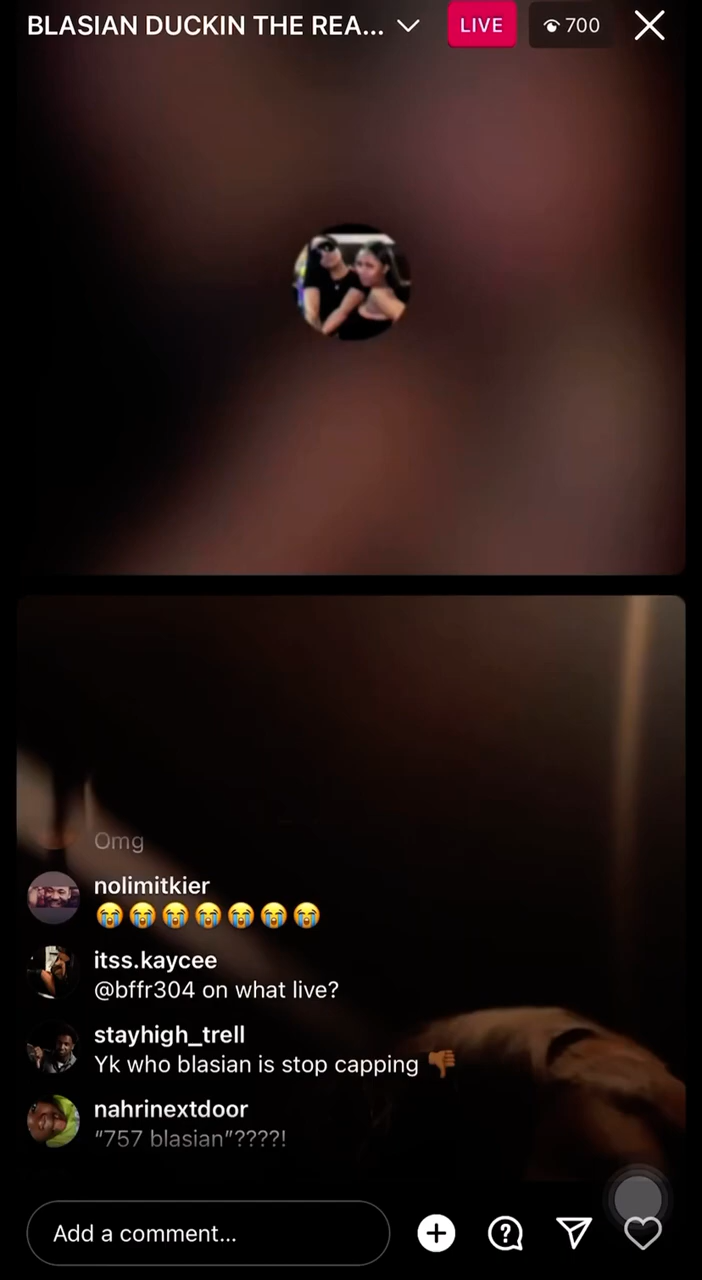 BLASIAN DUCKIN THE REA...
LIVE
700
Omg
nolimitkier
😭😭😭😭😭😭😭
itss.kaycee
@bffr304 on what live?
stayhigh_trell
Yk who blasian is stop capping 👎🏾
nahrinextdoor
“757 blasian”????!
Add a comment...